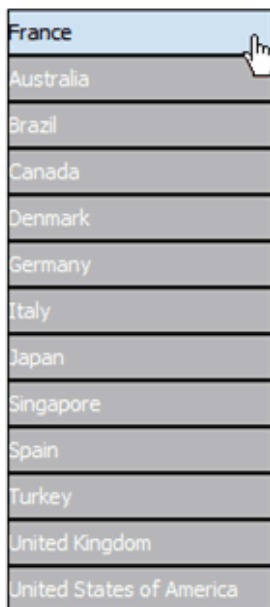 France
Australia
Brazil
Canada
Denmark
Germany
Italy
Japan
Singapore
Spain
Turkey
United Kingdom
United States of America